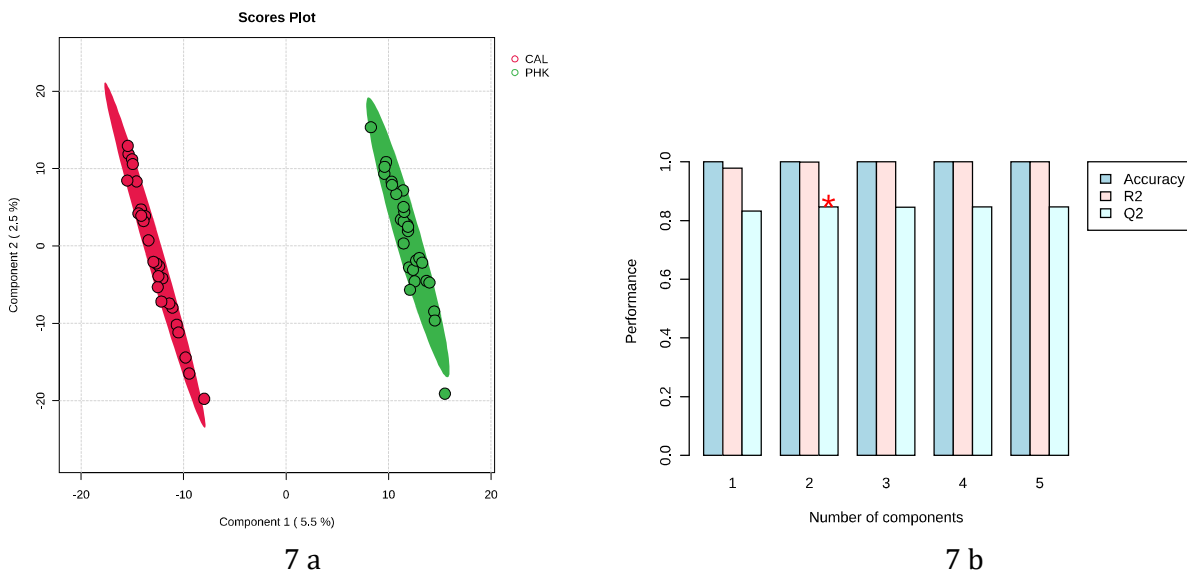 Scores Plot
CAL
PHK
Component 2 ( 2.5 %)
20
10
0
-10
-20
-20
-10
0
10
20
Component 1 ( 5.5 %)
7 a
Accuracy
R2
Q2
*
Performance
1.0
0.8
0.6
0.4
0.2
0.0
1
2
3
4
5
Number of components
7 b